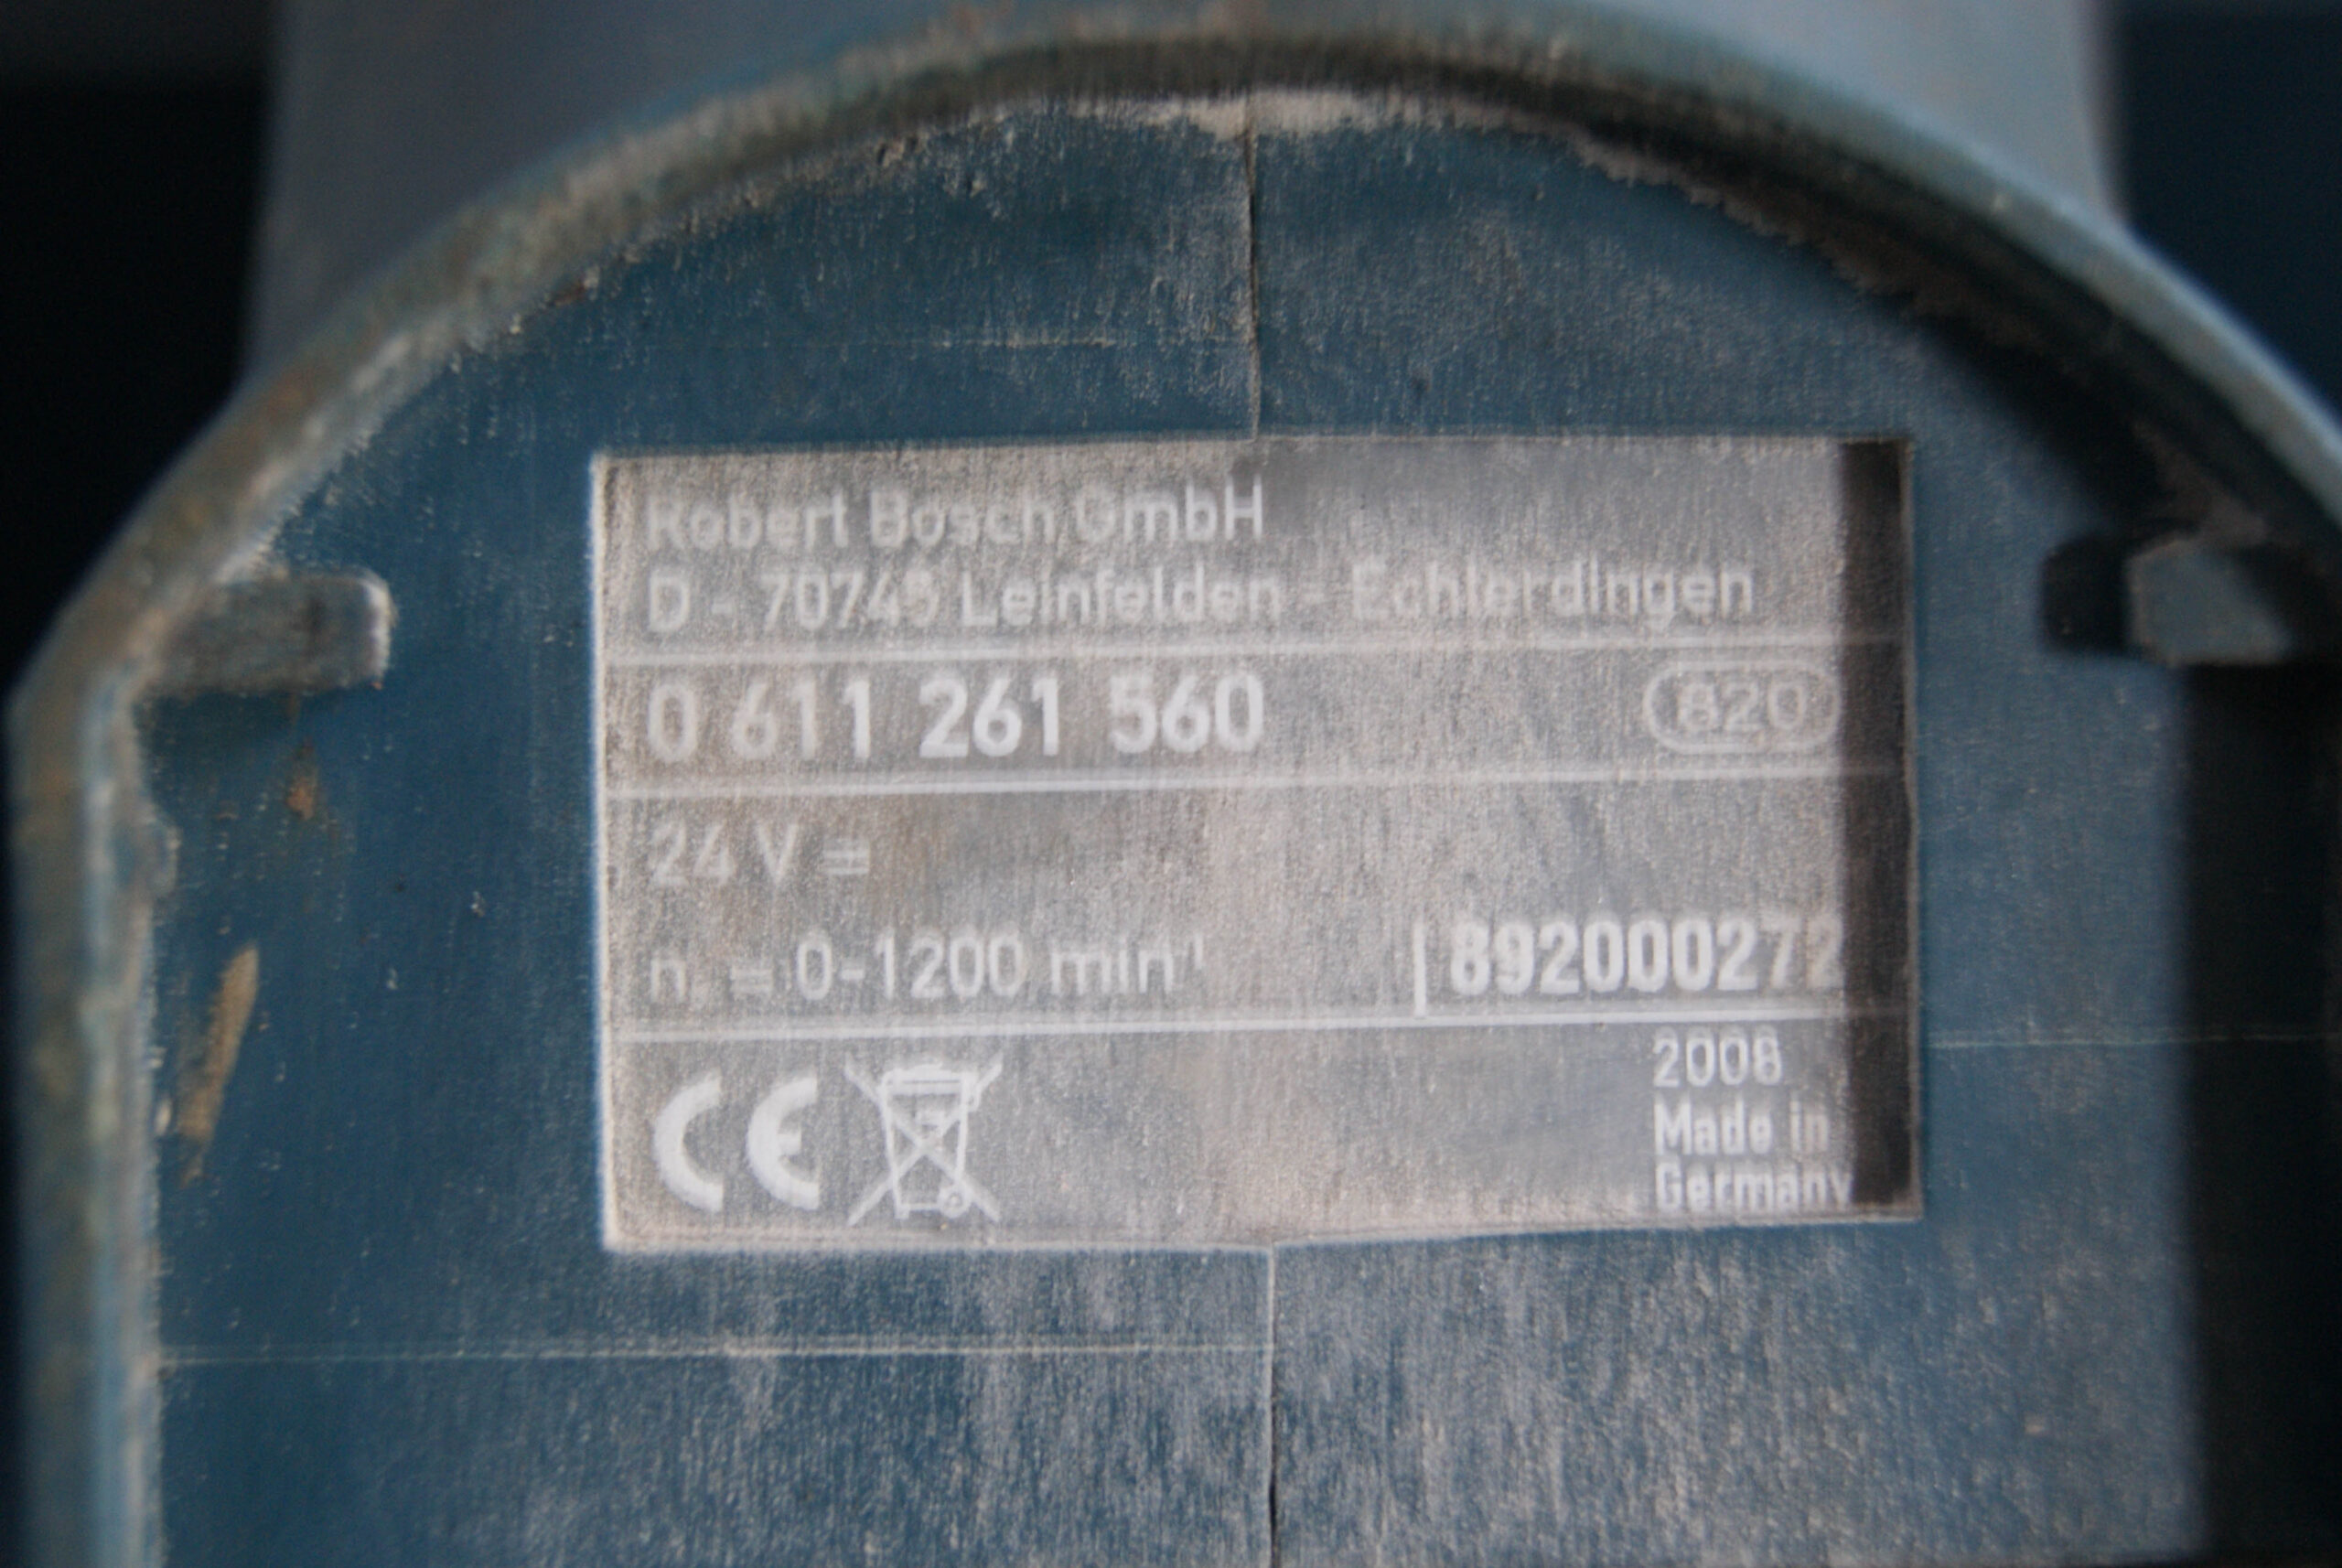 Robert Bosch GmbH
D - 70745 Leinfelden - Echterdingen
0 611 261 560 820
24 V =
n₀ = 0-1200 min⁻¹ 892000272
CE
2008
Made in
Germany